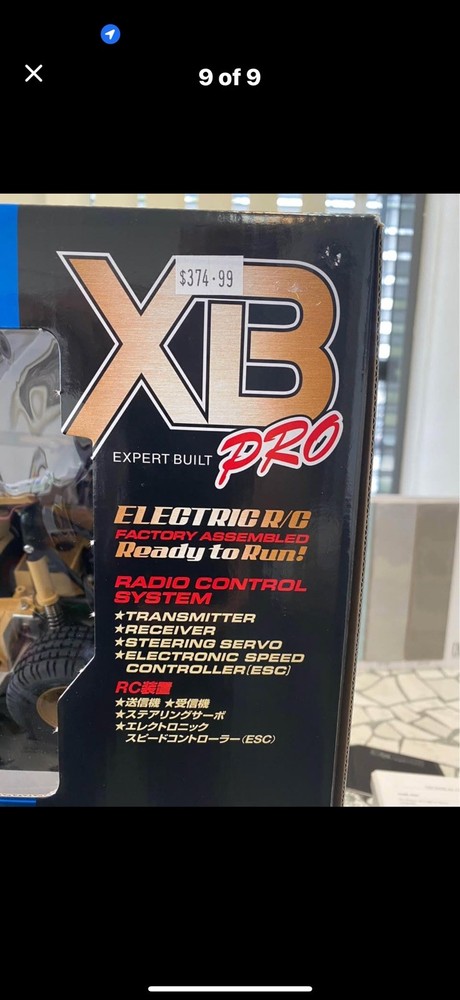 9 of 9
$374.99
XB
EXPERT BUILT PRO
ELECTRIC R/C
FACTORY ASSEMBLED
Ready to Run!
RADIO CONTROL
SYSTEM
★TRANSMITTER
★RECEIVER
★STEERING SERVO
★ELECTRONIC SPEED
CONTROLLER(ESC)
RC装置
★送信機 ★受信機
★ステアリングサーボ
★エレクトロニック
スピードコントローラー(ESC)